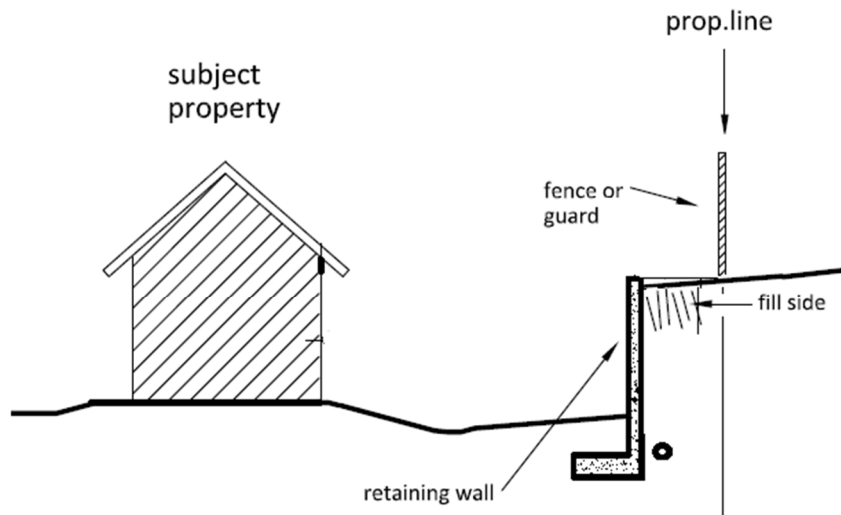 prop.line
subject
property
fence or
guard
fill side
retaining wall